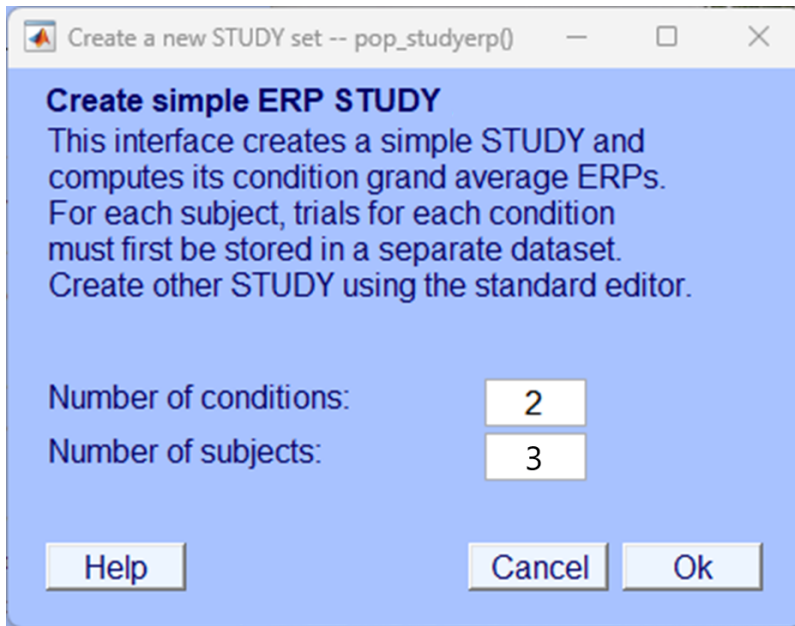 Create a new STUDY set -- pop_studyerp()
Create simple ERP STUDY
This interface creates a simple STUDY and
computes its condition grand average ERPs.
For each subject, trials for each condition
must first be stored in a separate dataset.
Create other STUDY using the standard editor.
Number of conditions: 2
Number of subjects: 3
Help Cancel Ok